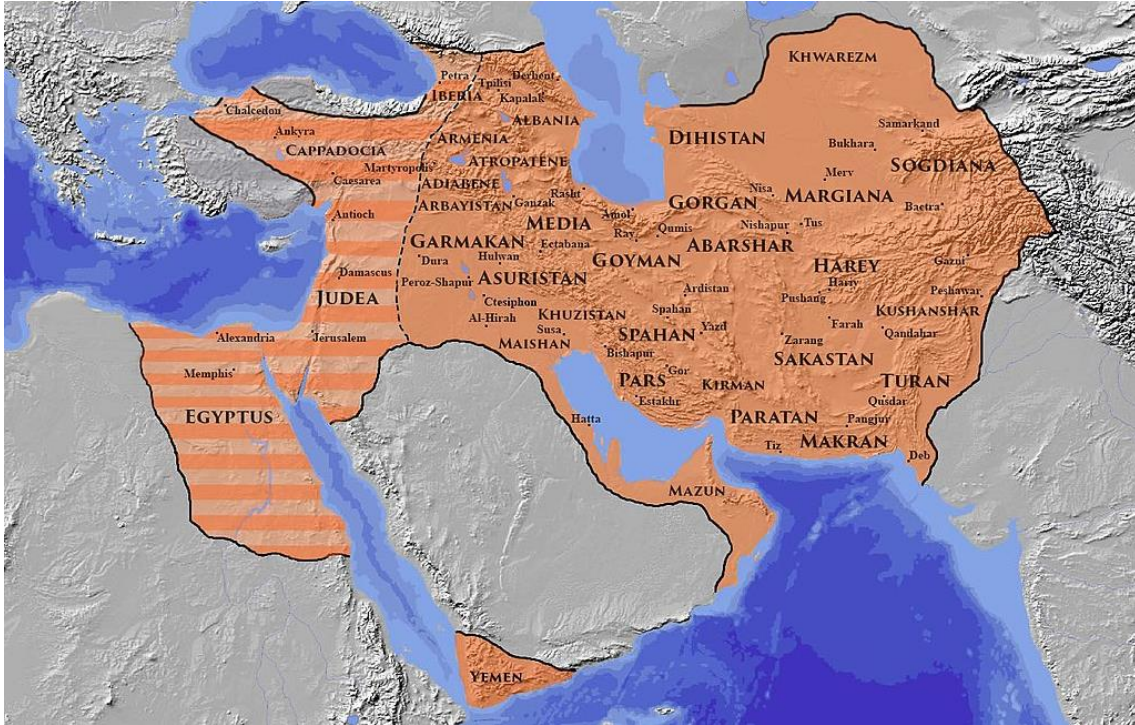 KHWAREZM
Petra
Tpilisi
Derbent
IBERIA
Kapalak
ALBANIA
Chalcedon
Ankyra
CAPPADOCIA
ARMENIA
DIHISTAN
Samarkand
Bukhara
SOGDIANA
Martyropolis
ATROPATENE
Caesarea
ADIABENE
Merv
Nisa
MARGIANA
Rasht
ARBAYISTAN
Ganzak
GORGAN
Bactra
Antioch
Amol
MEDIA
Ray
Qumis
Nishapur
Tus
GARMAKAN
Ectabana
ABARSHAR
Dura
Hulwan
GOYMAN
HAREY
Gazni
Damascus
Peroz-Shapur
ASURISTAN
Hariy
Ardistan
Pushang
Peshawar
JUDEA
Ctesiphon
Spahan
KUSHANSHAR
Al-Hirah
KHUZISTAN
Farah
Alexandria
Jerusalem
Susa
SPAHAN
Yazd
Qandahar
MAISHAN
Zarang
Bishapur
SAKASTAN
Memphis
Gor
PARS
KIRMAN
TURAN
Estakhr
Qusdar
EGYPTUS
Hatta
PARATAN
Pangjur
Tiz
MAKRAN
Deb
MAZUN
YEMEN